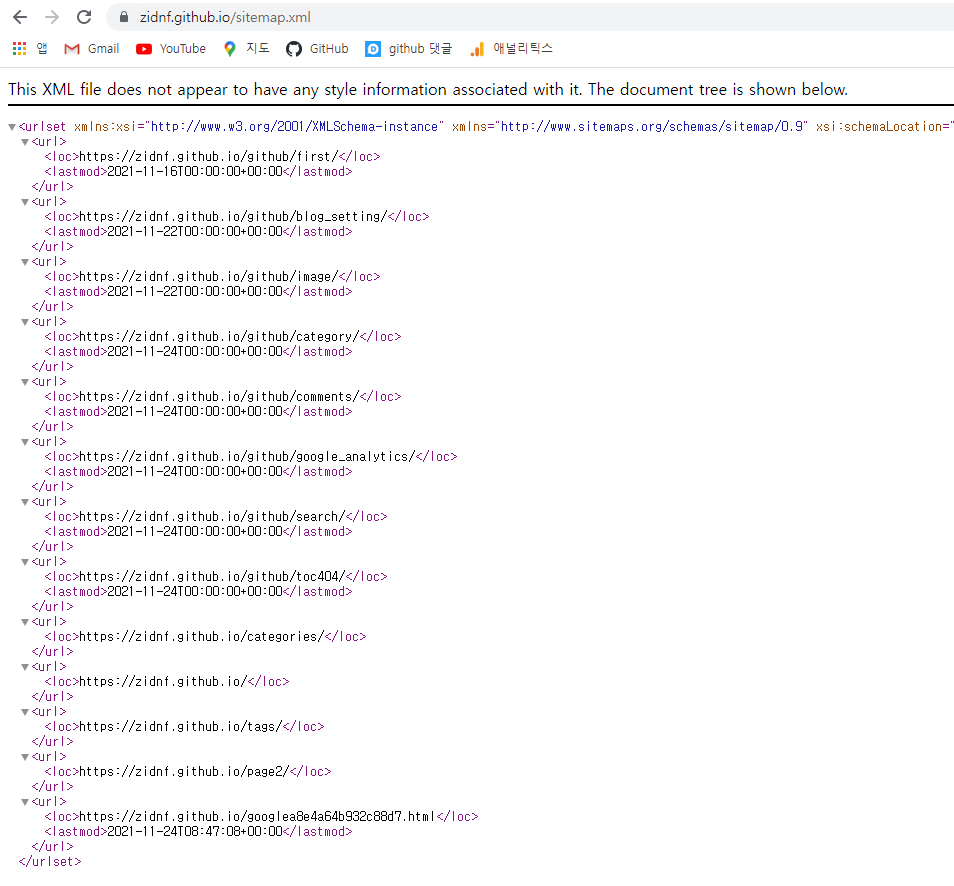 zidnf.github.io/sitemap.xml
앱 Gmail YouTube 지도 GitHub github 댓글 애널리틱스
This XML file does not appear to have any style information associated with it. The document tree is shown below.
▼<urlset xmlns:xsi="http://www.w3.org/2001/XMLSchema-instance" xmlns="http://www.sitemaps.org/schemas/sitemap/0.9" xsi:schemaLocation="
▼<url>
<loc>https://zidnf.github.io/github/first/</loc>
<lastmod>2021-11-16T00:00:00+00:00</lastmod>
</url>
▼<url>
<loc>https://zidnf.github.io/github/blog_setting/</loc>
<lastmod>2021-11-22T00:00:00+00:00</lastmod>
</url>
▼<url>
<loc>https://zidnf.github.io/github/image/</loc>
<lastmod>2021-11-22T00:00:00+00:00</lastmod>
</url>
▼<url>
<loc>https://zidnf.github.io/github/category/</loc>
<lastmod>2021-11-24T00:00:00+00:00</lastmod>
</url>
▼<url>
<loc>https://zidnf.github.io/github/comments/</loc>
<lastmod>2021-11-24T00:00:00+00:00</lastmod>
</url>
▼<url>
<loc>https://zidnf.github.io/github/google_analytics/</loc>
<lastmod>2021-11-24T00:00:00+00:00</lastmod>
</url>
▼<url>
<loc>https://zidnf.github.io/github/search/</loc>
<lastmod>2021-11-24T00:00:00+00:00</lastmod>
</url>
▼<url>
<loc>https://zidnf.github.io/github/toc404/</loc>
<lastmod>2021-11-24T00:00:00+00:00</lastmod>
</url>
▼<url>
<loc>https://zidnf.github.io/categories/</loc>
</url>
▼<url>
<loc>https://zidnf.github.io/</loc>
</url>
▼<url>
<loc>https://zidnf.github.io/tags/</loc>
</url>
▼<url>
<loc>https://zidnf.github.io/page2/</loc>
</url>
▼<url>
<loc>https://zidnf.github.io/googlea8e4a64b932c88d7.html</loc>
<lastmod>2021-11-24T08:47:08+00:00</lastmod>
</url>
</urlset>